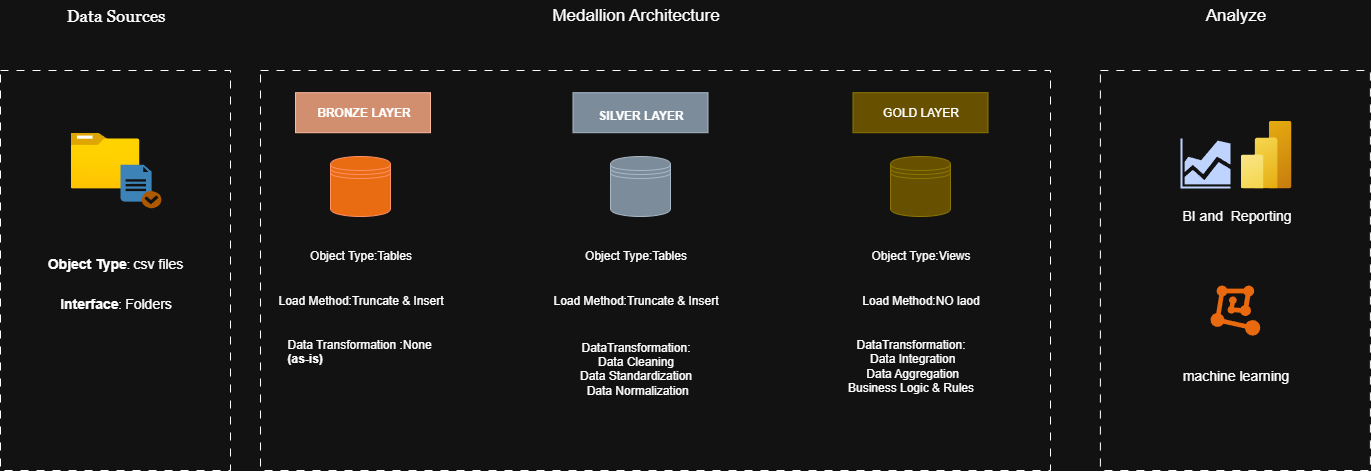 Data Sources
Medallion Architecture
Analyze
Object Type: csv files
Interface: Folders
BRONZE LAYER
Object Type:Tables
Load Method:Truncate & Insert
Data Transformation :None
(as-is)
SILVER LAYER
Object Type:Tables
Load Method:Truncate & Insert
DataTransformation:
Data Cleaning
Data Standardization
Data Normalization
GOLD LAYER
Object Type:Views
Load Method:NO laod
DataTransformation:
Data Integration
Data Aggregation
Business Logic & Rules
BI and Reporting
machine learning